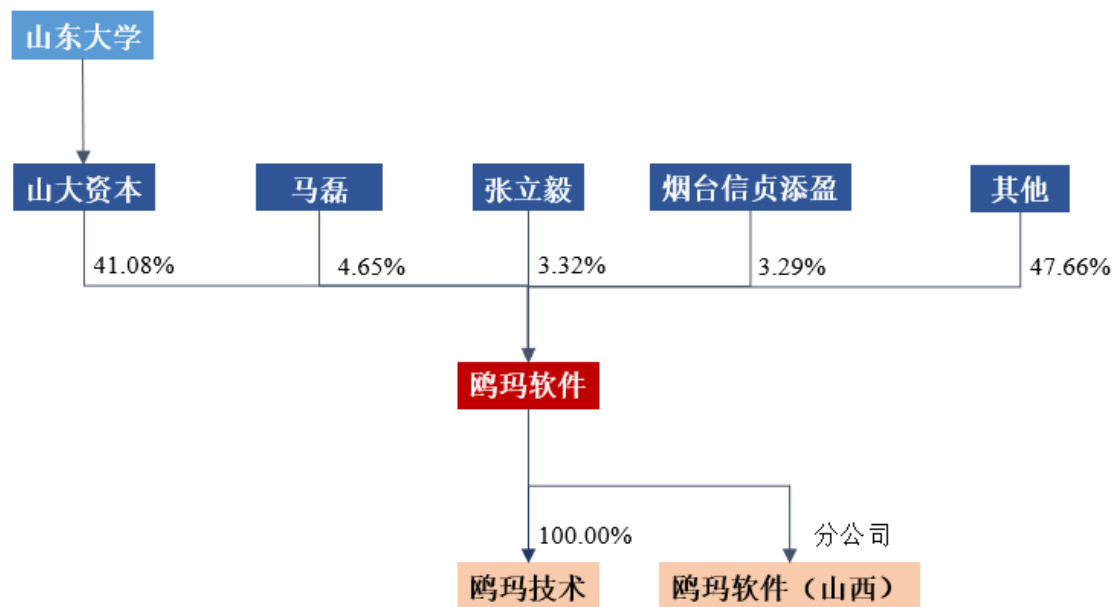 山东大学
山大资本
马磊
张立毅
烟台信贞添盈
其他
41.08%
4.65%
3.32%
3.29%
47.66%
鸥玛软件
100.00%
分公司
鸥玛技术
鸥玛软件（山西）